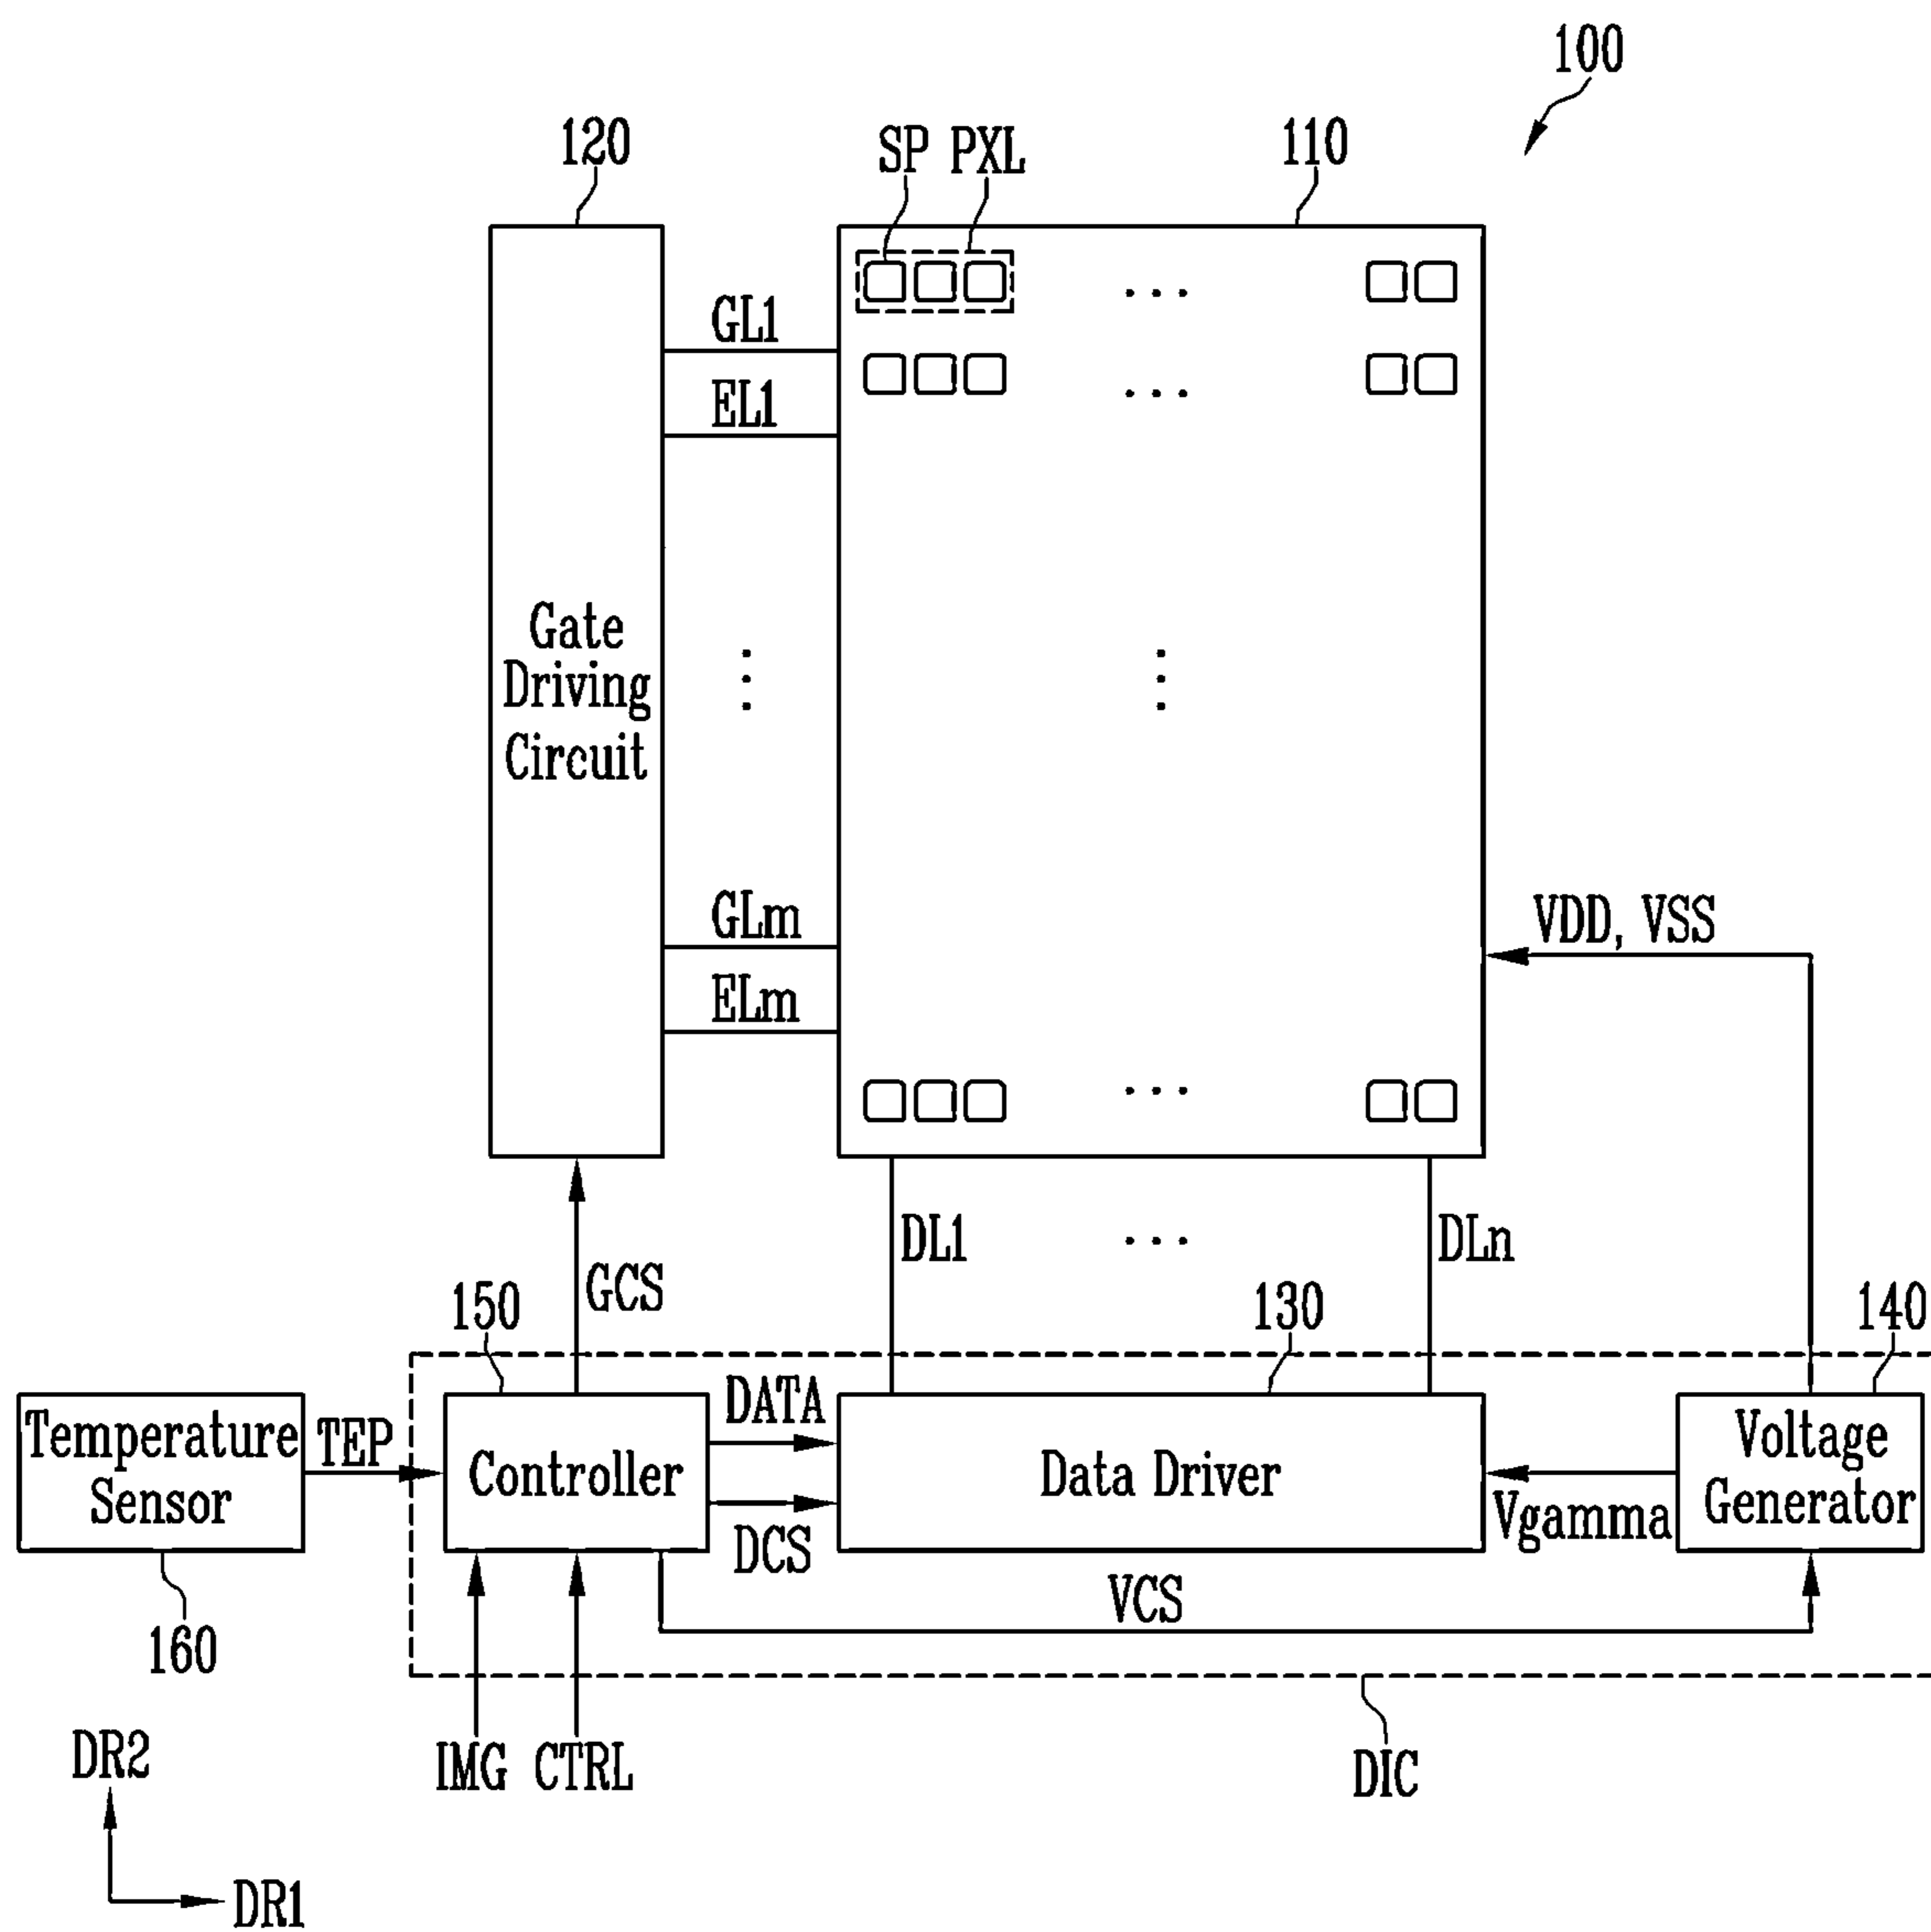 100
120
SP PXL
110
GL1
EL1
Gate
Driving
Circuit
GLm
ELm
VDD, VSS
DL1
DLn
GCS
150
130
140
Temperature
Sensor
TEP
Controller
DATA
DCS
Data Driver
Vgamma
Voltage
Generator
VCS
160
IMG CTRL
DIC
DR2
DR1